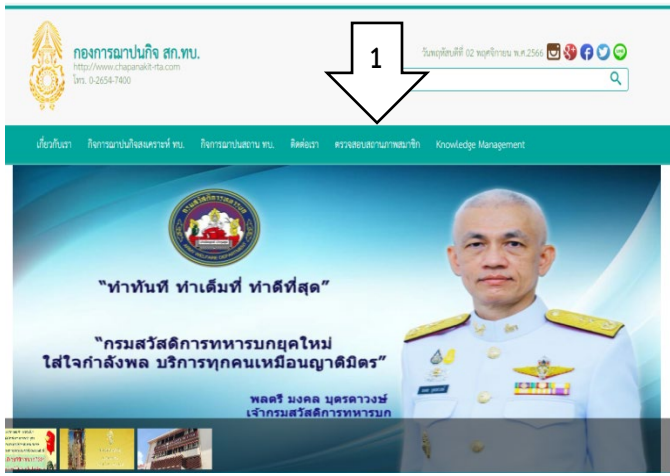 กองการฌาปนกิจ สก.ทบ.
http://www.chapanakit-rta.com
โทร. 0-2654-7400
วันพฤหัสบดีที่ 02 พฤศจิกายน พ.ศ.2566
1
เกี่ยวกับเรา กิจการฌาปนกิจสงเคราะห์ ทบ. กิจการฌาปนสถาน ทบ. ติดต่อเรา ตรวจสอบสถานภาพสมาชิก Knowledge Management
"ทำทันที ทำเต็มที่ ทำดีที่สุด"
"กรมสวัสดิการทหารบกยุคใหม่
ใส่ใจกำลังพล บริการทุกคนเหมือนญาติมิตร"
พลตรี มงคล บุตรดาวงษ์
เจ้ากรมสวัสดิการทหารบก